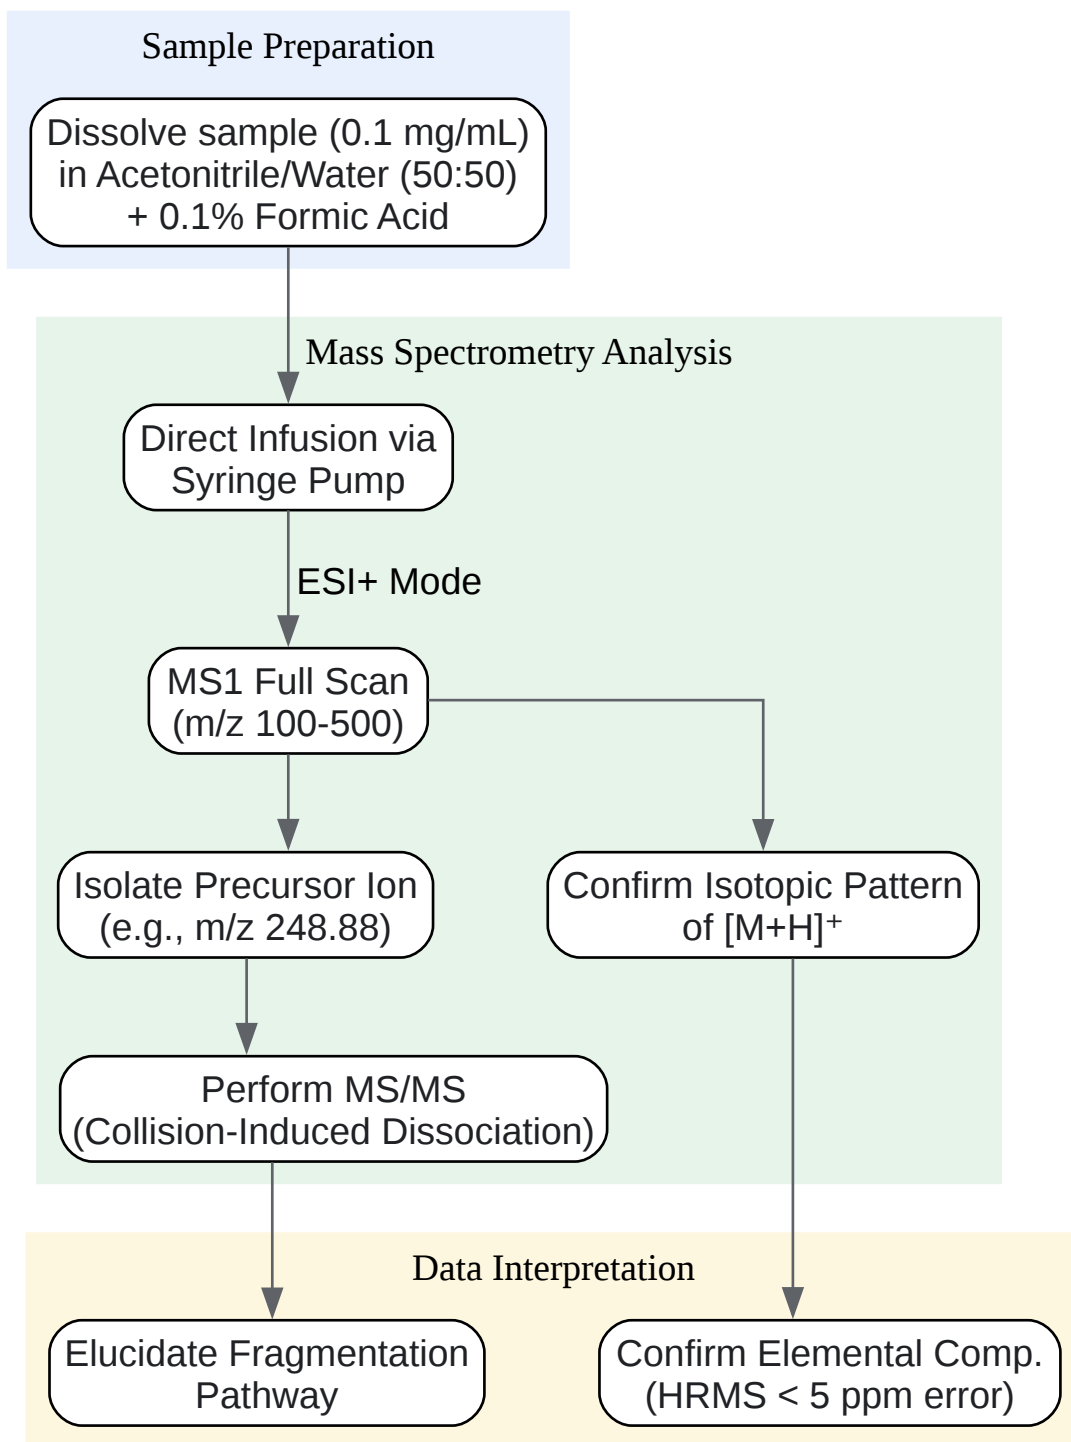 Sample Preparation
Dissolve sample (0.1 mg/mL)
in Acetonitrile/Water (50:50)
+ 0.1% Formic Acid
Mass Spectrometry Analysis
Direct Infusion via
Syringe Pump
ESI+ Mode
MS1 Full Scan
(m/z 100-500)
Isolate Precursor Ion
(e.g., m/z 248.88)
Confirm Isotopic Pattern
of [M+H]⁺
Perform MS/MS
(Collision-Induced Dissociation)
Data Interpretation
Elucidate Fragmentation
Pathway
Confirm Elemental Comp.
(HRMS < 5 ppm error)